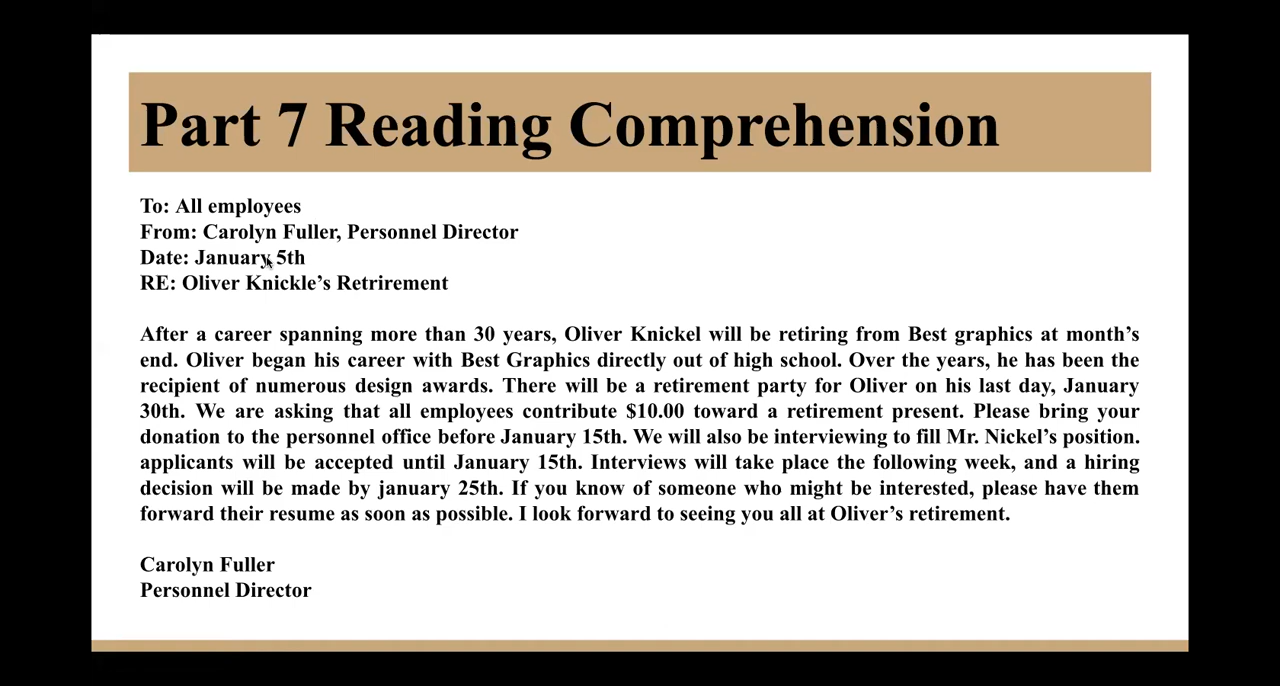 Part 7 Reading Comprehension
To: All employees
From: Carolyn Fuller, Personnel Director
Date: January 5th
RE: Oliver Knickle’s Retrirement
After a career spanning more than 30 years, Oliver Knickel will be retiring from Best graphics at month’s
end. Oliver began his career with Best Graphics directly out of high school. Over the years, he has been the
recipient of numerous design awards. There will be a retirement party for Oliver on his last day, January
30th. We are asking that all employees contribute $10.00 toward a retirement present. Please bring your
donation to the personnel office before January 15th. We will also be interviewing to fill Mr. Nickel’s position.
applicants will be accepted until January 15th. Interviews will take place the following week, and a hiring
decision will be made by january 25th. If you know of someone who might be interested, please have them
forward their resume as soon as possible. I look forward to seeing you all at Oliver’s retirement.
Carolyn Fuller
Personnel Director